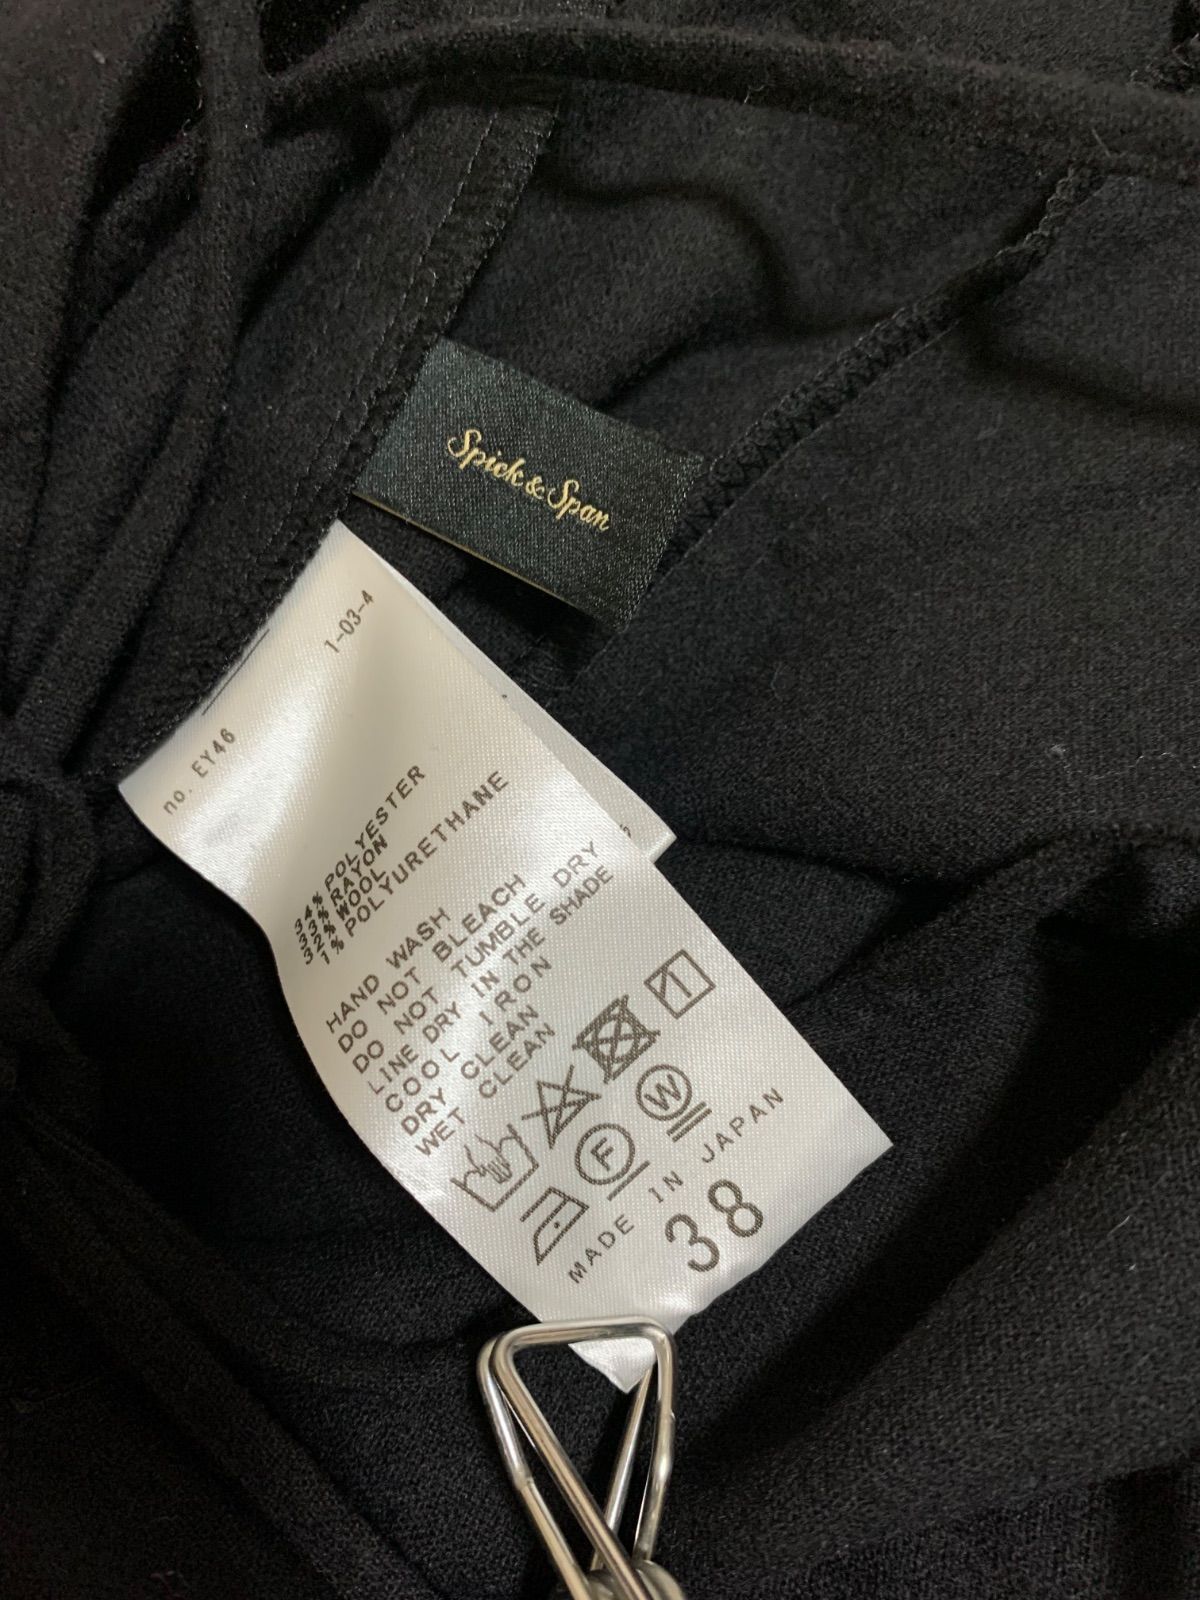 Spick & Span
1-03-4
no. EY46
34% POLYESTER
33% RAYON
32% WOOL
1% POLYURETHANE
HAND WASH
DO NOT BLEACH
DO NOT TUMBLE DRY
LINE DRY IN THE SHADE
COOL IRON
DRY CLEAN
WET CLEAN
F
W
MADE IN JAPAN
38